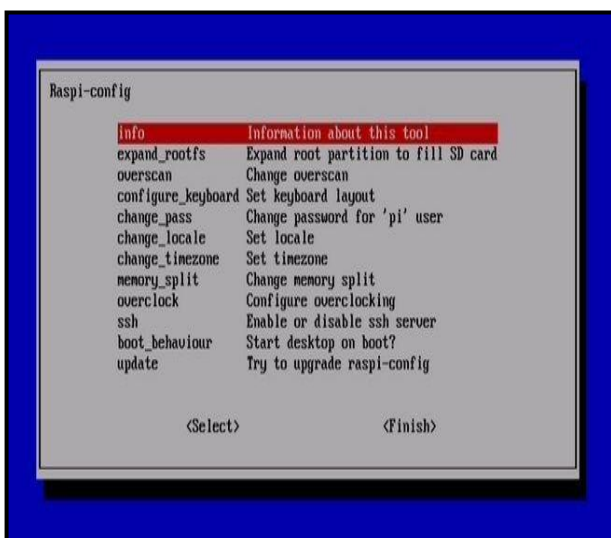 Raspi-config
info Information about this tool
expand_rootfs Expand root partition to fill SD card
overscan Change overscan
configure_keyboard Set keyboard layout
change_pass Change password for 'pi' user
change_locale Set locale
change_timezone Set timezone
memory_split Change memory split
overclock Configure overclocking
ssh Enable or disable ssh server
boot_behaviour Start desktop on boot?
update Try to upgrade raspi-config
<Select> <Finish>